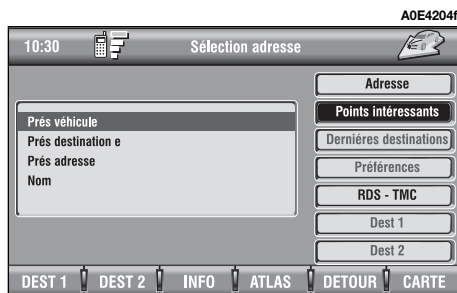 A0E4204f
10:30 Sélection adresse
Adresse
Points intéressants
Prés véhicule
Derniéres destinations
Prés destination e
Prés adresse
Préférences
Nom
RDS - TMC
Dest 1
Dest 2
DEST 1 DEST 2 INFO ATLAS DETOUR CARTE